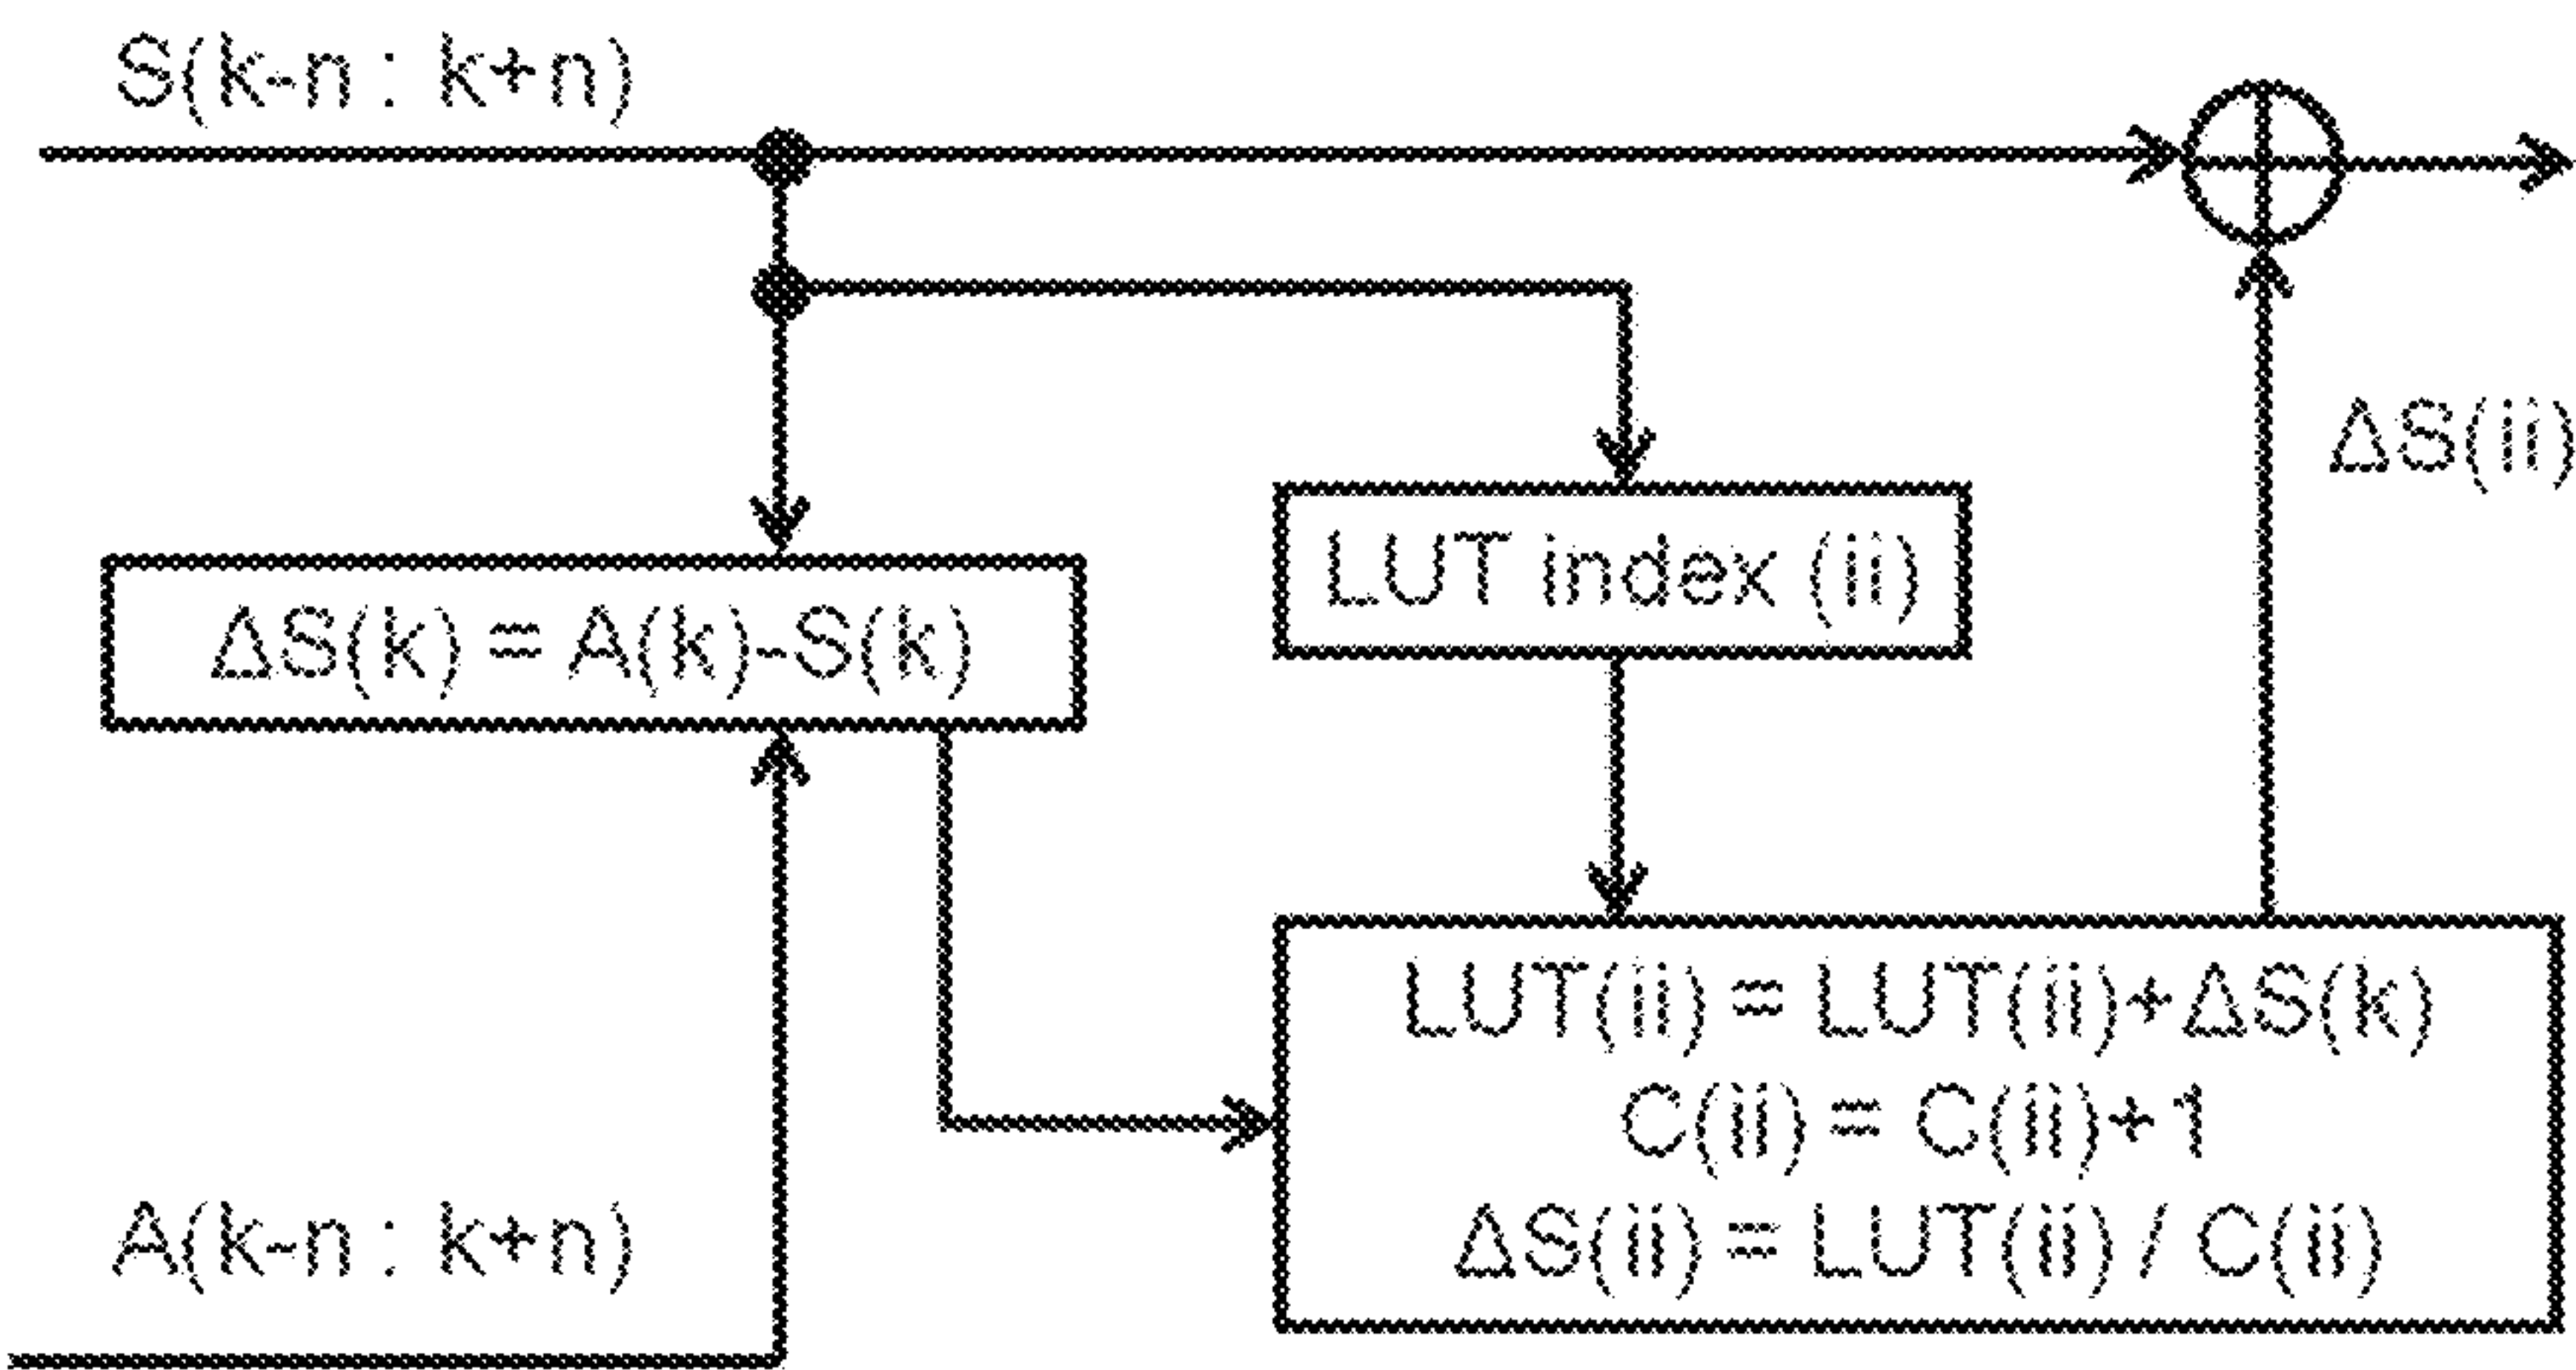 S(k-n : k+n)
ΔS(ii)
LUT index (ii)
ΔS(k) = A(k)-S(k)
LUT(ii) = LUT(ii)+ΔS(k)
C(ii) = C(ii)+1
ΔS(ii) = LUT(ii) / C(ii)
A(k-n : k+n)